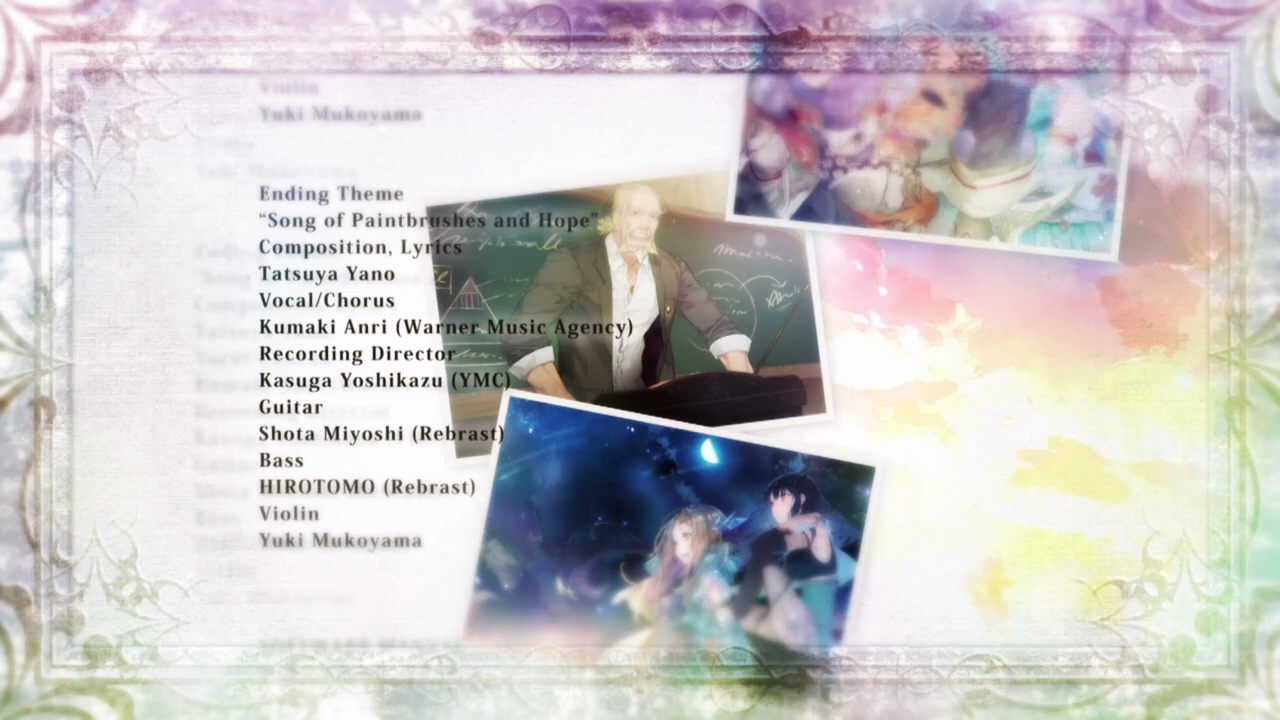 Violin
Yuki Mukoyama
Ending Theme
“Song of Paintbrushes and Hope”
Composition, Lyrics
Tatsuya Yano
Vocal/Chorus
Kumaki Anri (Warner Music Agency)
Recording Director
Kasuga Yoshikazu (YMC)
Guitar
Shota Miyoshi (Rebrast)
Bass
HIROTOMO (Rebrast)
Violin
Yuki Mukoyama